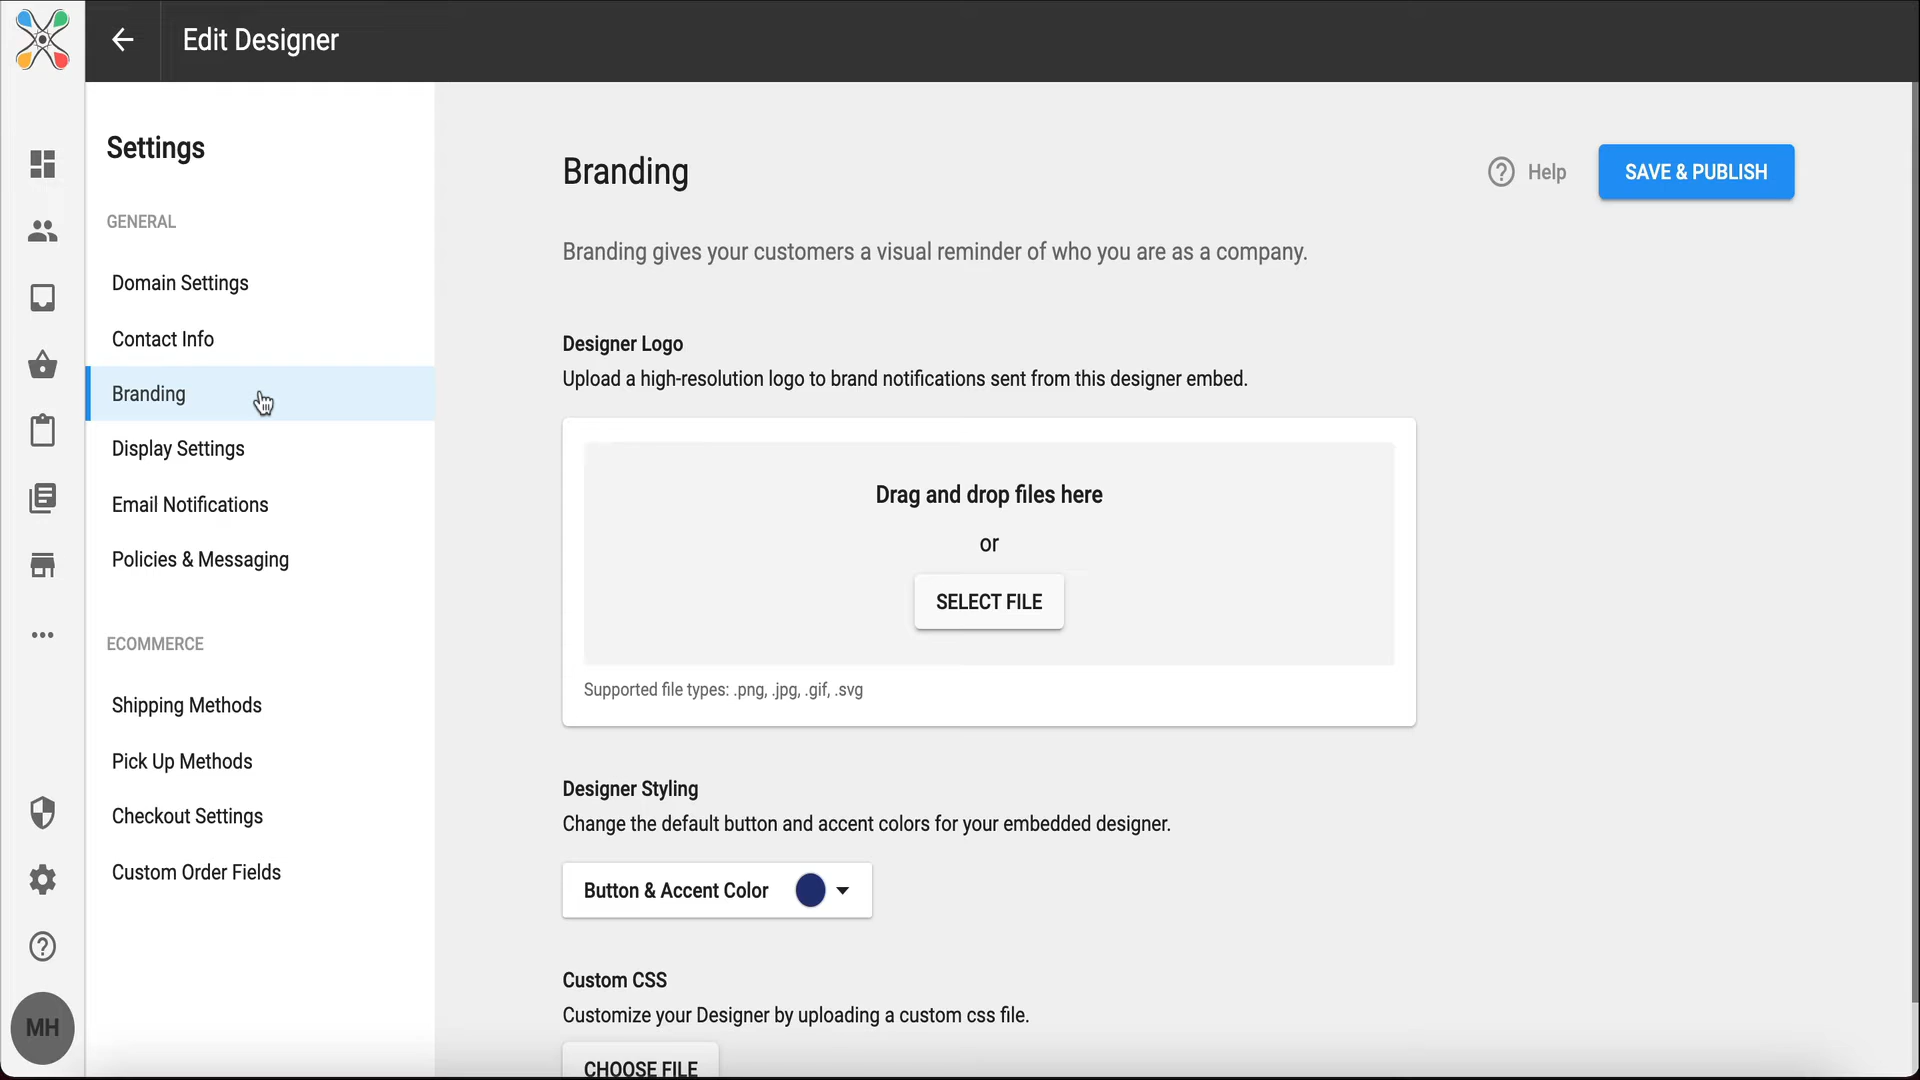 Edit Designer
Settings
GENERAL
Domain Settings
Contact Info
Branding
Display Settings
Email Notifications
Policies & Messaging
ECOMMERCE
Shipping Methods
Pick Up Methods
Checkout Settings
Custom Order Fields
MH
Branding
Help
SAVE & PUBLISH
Branding gives your customers a visual reminder of who you are as a company.
Designer Logo
Upload a high-resolution logo to brand notifications sent from this designer embed.
Drag and drop files here
or
SELECT FILE
Supported file types: .png, .jpg, .gif, .svg
Designer Styling
Change the default button and accent colors for your embedded designer.
Button & Accent Color
Custom CSS
Customize your Designer by uploading a custom css file.
CHOOSE FILE